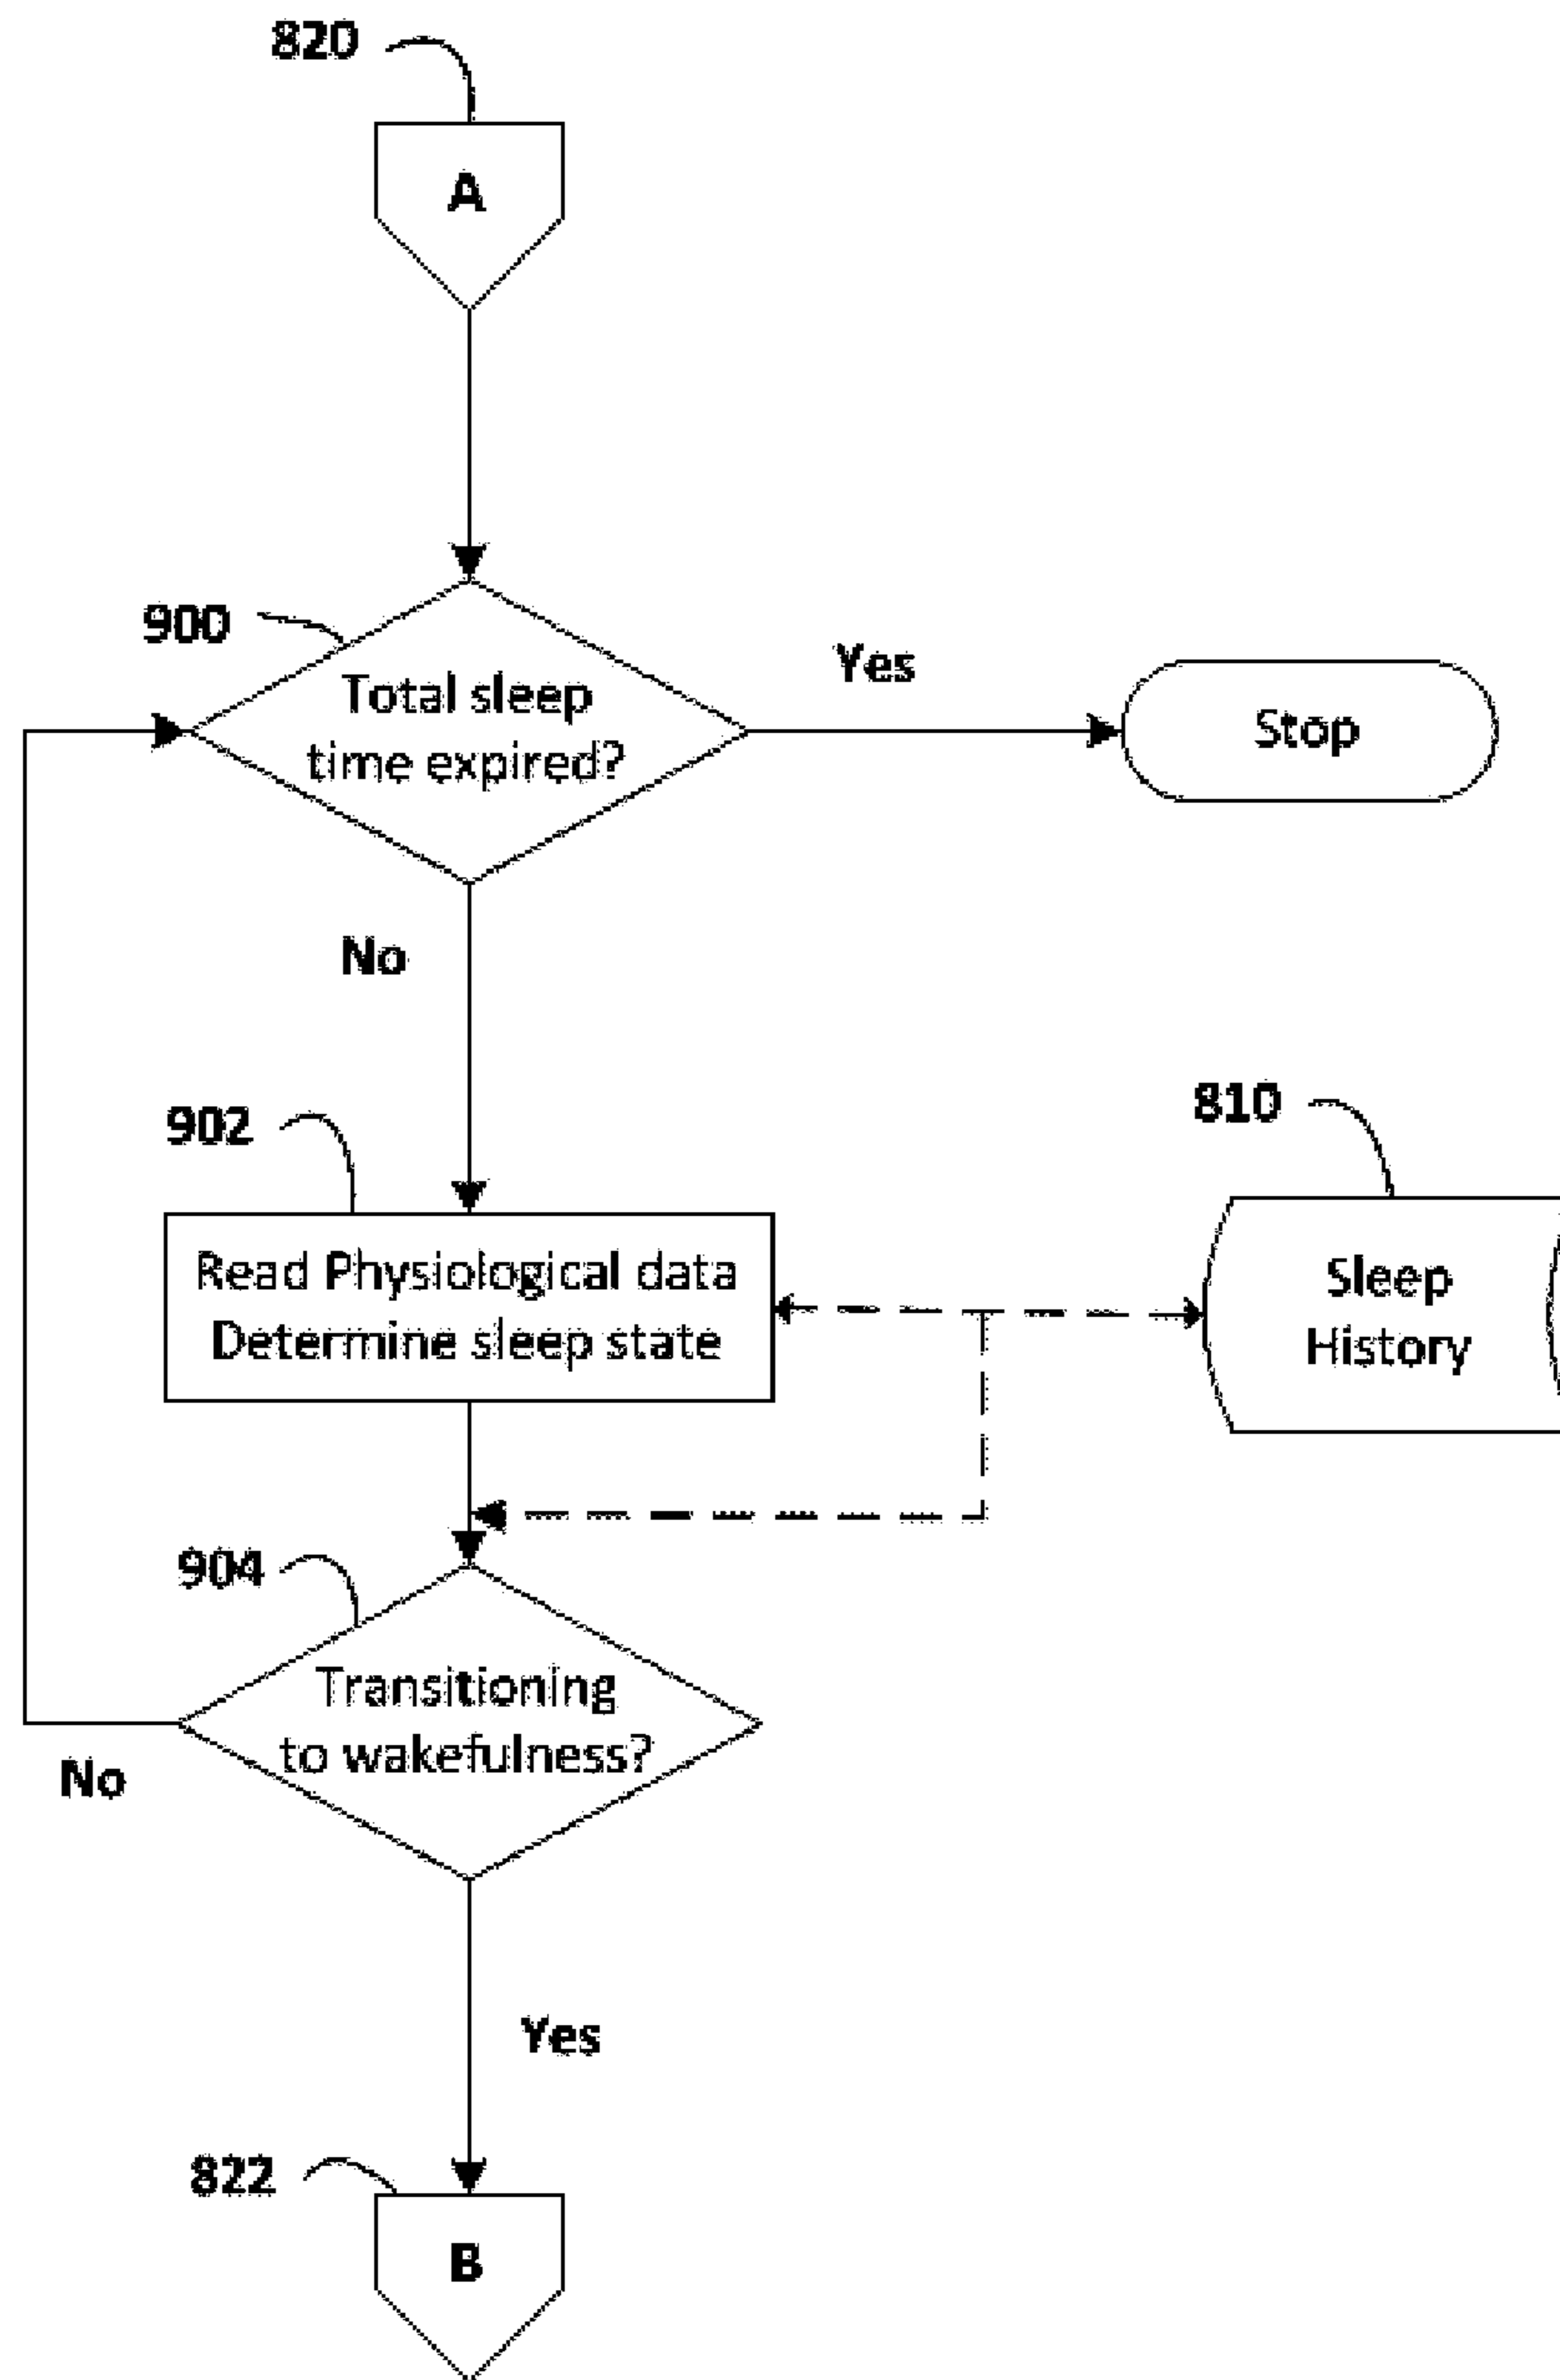 820
A
900
Total sleep
time expired?
Yes
Stop
No
902
Read Physiological data
Determine sleep state
810
Sleep
History
904
Transitioning
to wakefulness?
No
Yes
822
B